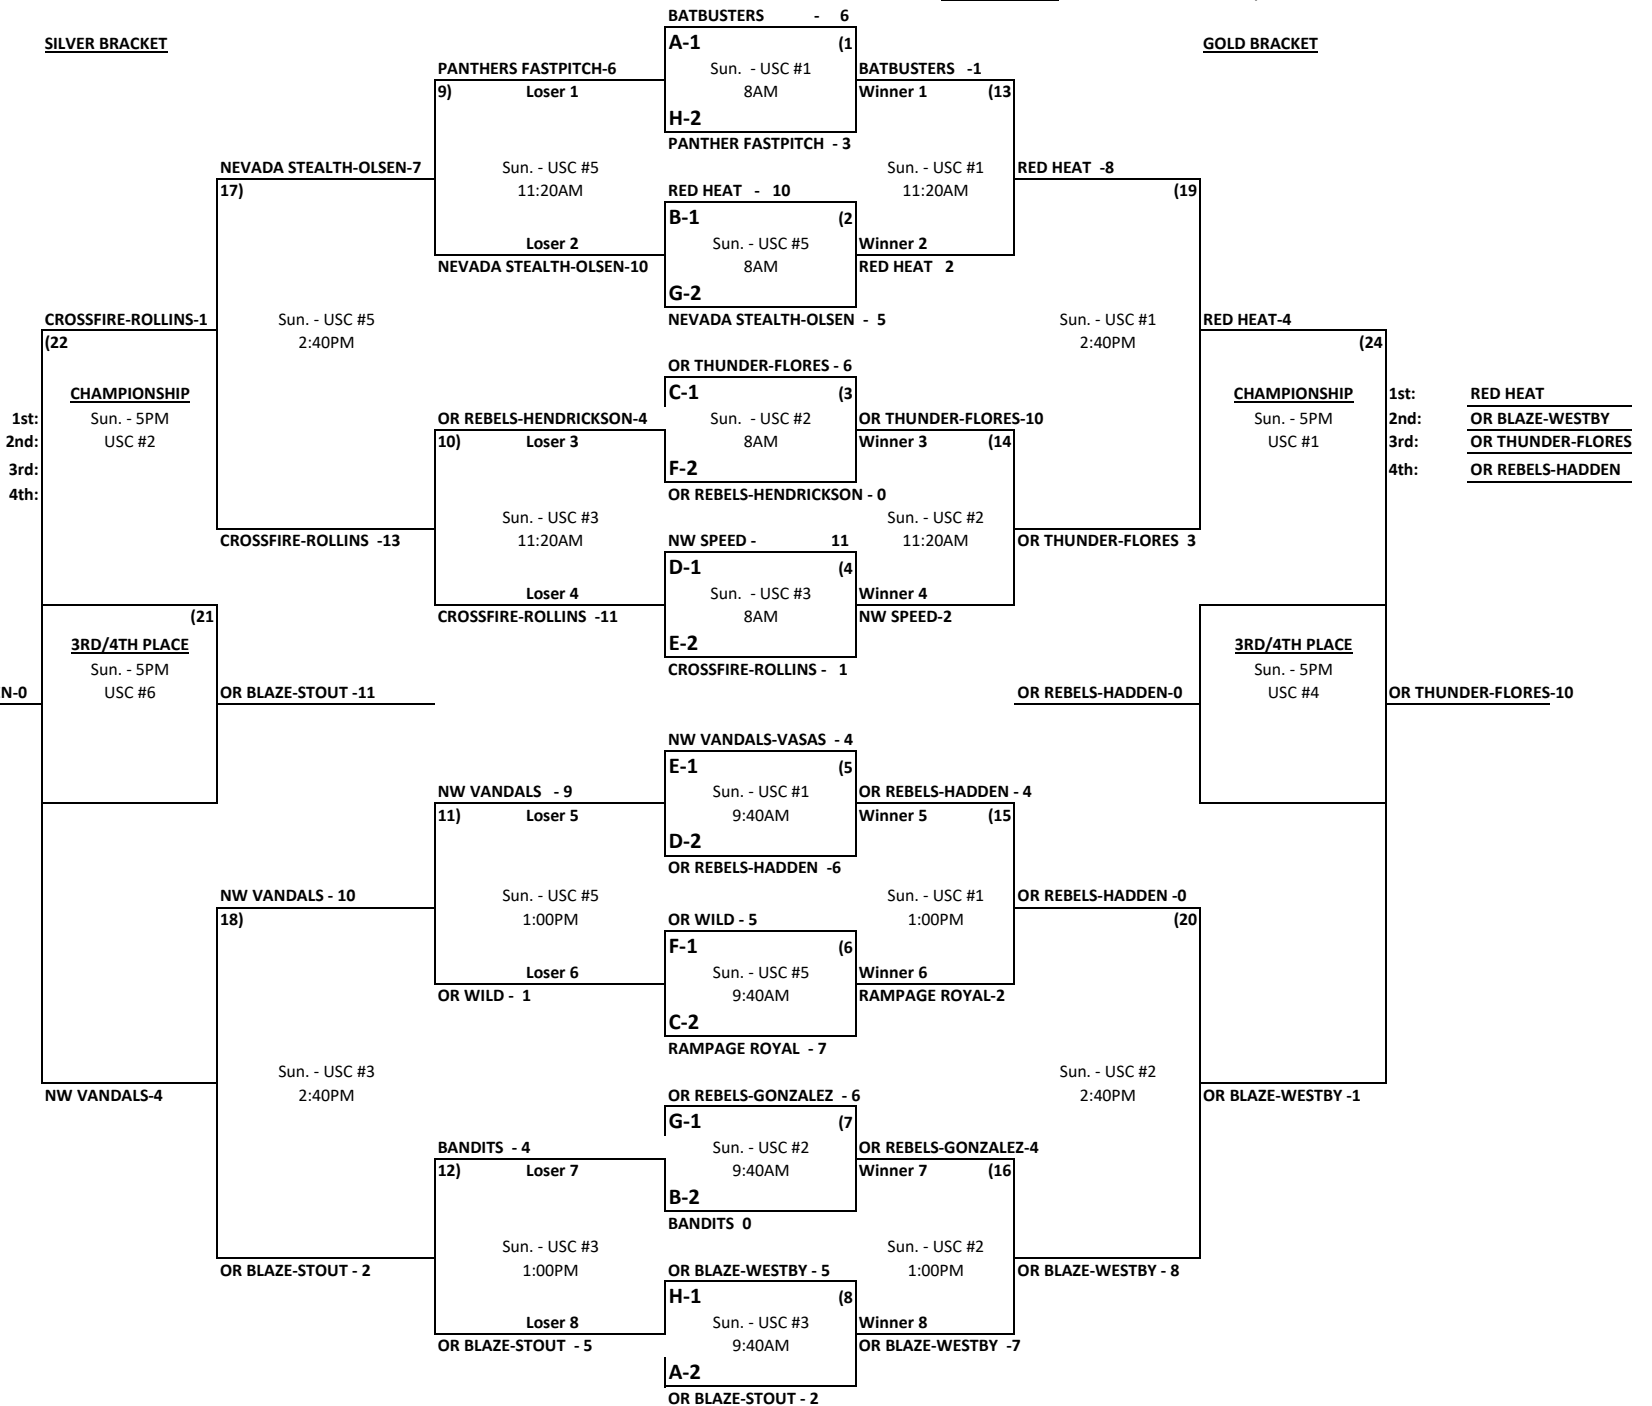 BATBUSTERS - 6
SILVER BRACKET
A-1 (1
GOLD BRACKET
PANTHERS FASTPITCH-6
Sun. - USC #1
BATBUSTERS -1
9) Loser 1
8AM
Winner 1 (13
H-2
PANTHER FASTPITCH - 3
NEVADA STEALTH-OLSEN-7
Sun. - USC #5
Sun. - USC #1
RED HEAT -8
17)
11:20AM
RED HEAT - 10
11:20AM
(19
B-1 (2
Loser 2
Sun. - USC #5
Winner 2
NEVADA STEALTH-OLSEN-10
8AM
RED HEAT 2
G-2
CROSSFIRE-ROLLINS-1
Sun. - USC #5
NEVADA STEALTH-OLSEN - 5
Sun. - USC #1
RED HEAT-4
(22
2:40PM
2:40PM
(24
OR THUNDER-FLORES - 6
CHAMPIONSHIP
C-1 (3
CHAMPIONSHIP
1st: RED HEAT
1st:
Sun. - 5PM
OR REBELS-HENDRICKSON-4
Sun. - USC #2
OR THUNDER-FLORES-10
Sun. - 5PM
2nd: OR BLAZE-WESTBY
2nd:
USC #2
10) Loser 3
8AM
Winner 3 (14
USC #1
3rd: OR THUNDER-FLORES
3rd:
F-2
4th: OR REBELS-HADDEN
4th:
OR REBELS-HENDRICKSON - 0
Sun. - USC #3
Sun. - USC #2
CROSSFIRE-ROLLINS -13
11:20AM
NW SPEED - 11
11:20AM
OR THUNDER-FLORES 3
D-1 (4
Loser 4
Sun. - USC #3
Winner 4
(21
CROSSFIRE-ROLLINS -11
8AM
NW SPEED-2
3RD/4TH PLACE
E-2
3RD/4TH PLACE
Sun. - 5PM
CROSSFIRE-ROLLINS - 1
Sun. - 5PM
N-0
USC #6
OR BLAZE-STOUT -11
OR REBELS-HADDEN-0
USC #4
OR THUNDER-FLORES-10
NW VANDALS-VASAS - 4
E-1 (5
NW VANDALS - 9
Sun. - USC #1
OR REBELS-HADDEN - 4
11) Loser 5
9:40AM
Winner 5 (15
D-2
OR REBELS-HADDEN -6
NW VANDALS - 10
Sun. - USC #5
Sun. - USC #1
OR REBELS-HADDEN -0
18)
1:00PM
OR WILD - 5
1:00PM
(20
F-1 (6
Loser 6
Sun. - USC #5
Winner 6
OR WILD - 1
9:40AM
RAMPAGE ROYAL-2
C-2
RAMPAGE ROYAL - 7
Sun. - USC #3
Sun. - USC #2
NW VANDALS-4
2:40PM
OR REBELS-GONZALEZ - 6
2:40PM
OR BLAZE-WESTBY -1
G-1 (7
BANDITS - 4
Sun. - USC #2
OR REBELS-GONZALEZ-4
12) Loser 7
9:40AM
Winner 7 (16
B-2
BANDITS 0
Sun. - USC #3
Sun. - USC #2
OR BLAZE-STOUT - 2
1:00PM
OR BLAZE-WESTBY - 5
1:00PM
OR BLAZE-WESTBY - 8
H-1 (8
Loser 8
Sun. - USC #3
Winner 8
OR BLAZE-STOUT - 5
9:40AM
OR BLAZE-WESTBY -7
A-2
OR BLAZE-STOUT - 2